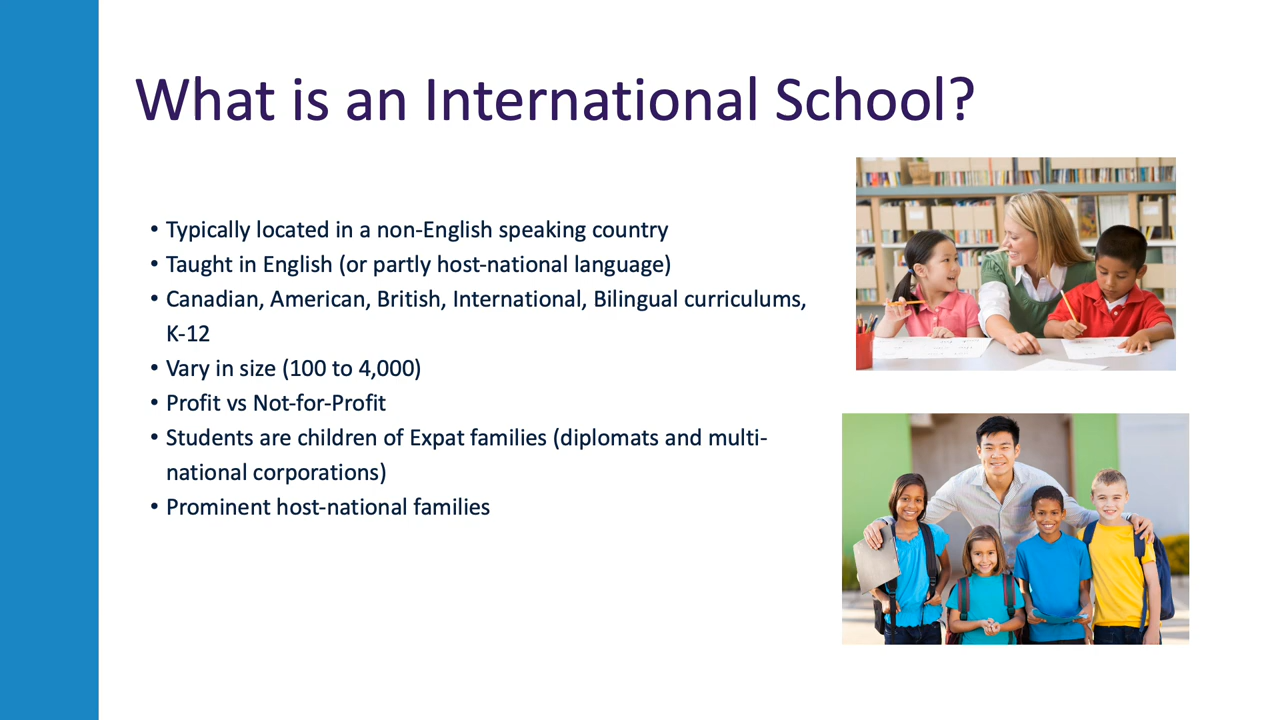 What is an International School?
• Typically located in a non-English speaking country
• Taught in English (or partly host-national language)
• Canadian, American, British, International, Bilingual curriculums,
K-12
• Vary in size (100 to 4,000)
• Profit vs Not-for-Profit
• Students are children of Expat families (diplomats and multi-
national corporations)
• Prominent host-national families